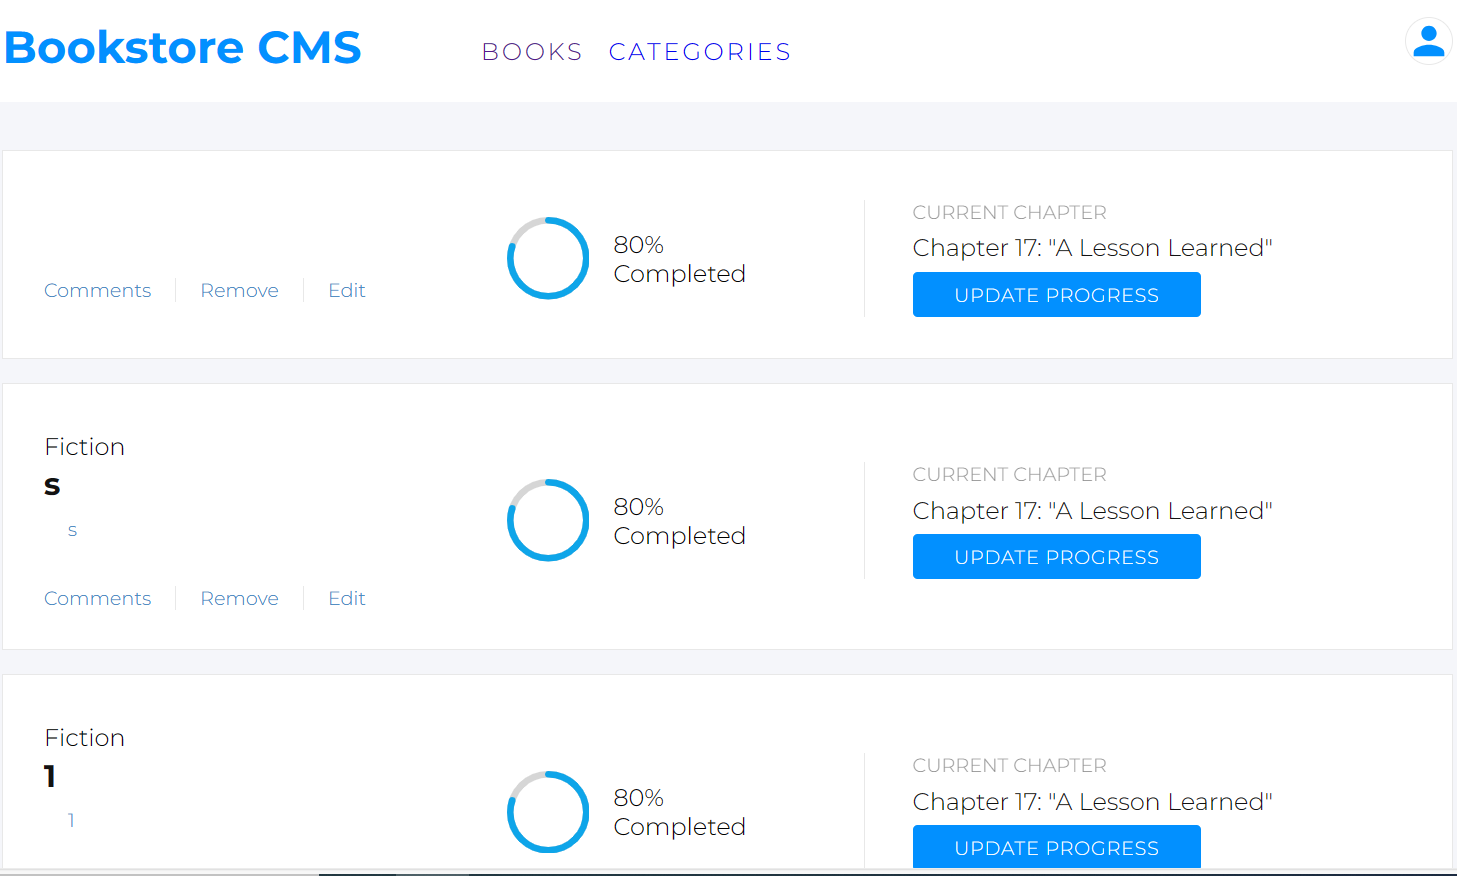 Bookstore CMS
BOOKS CATEGORIES
Comments Remove Edit
80%
Completed
CURRENT CHAPTER
Chapter 17: "A Lesson Learned"
UPDATE PROGRESS
Fiction
s
s
Comments Remove Edit
80%
Completed
CURRENT CHAPTER
Chapter 17: "A Lesson Learned"
UPDATE PROGRESS
Fiction
1
1
80%
Completed
CURRENT CHAPTER
Chapter 17: "A Lesson Learned"
UPDATE PROGRESS